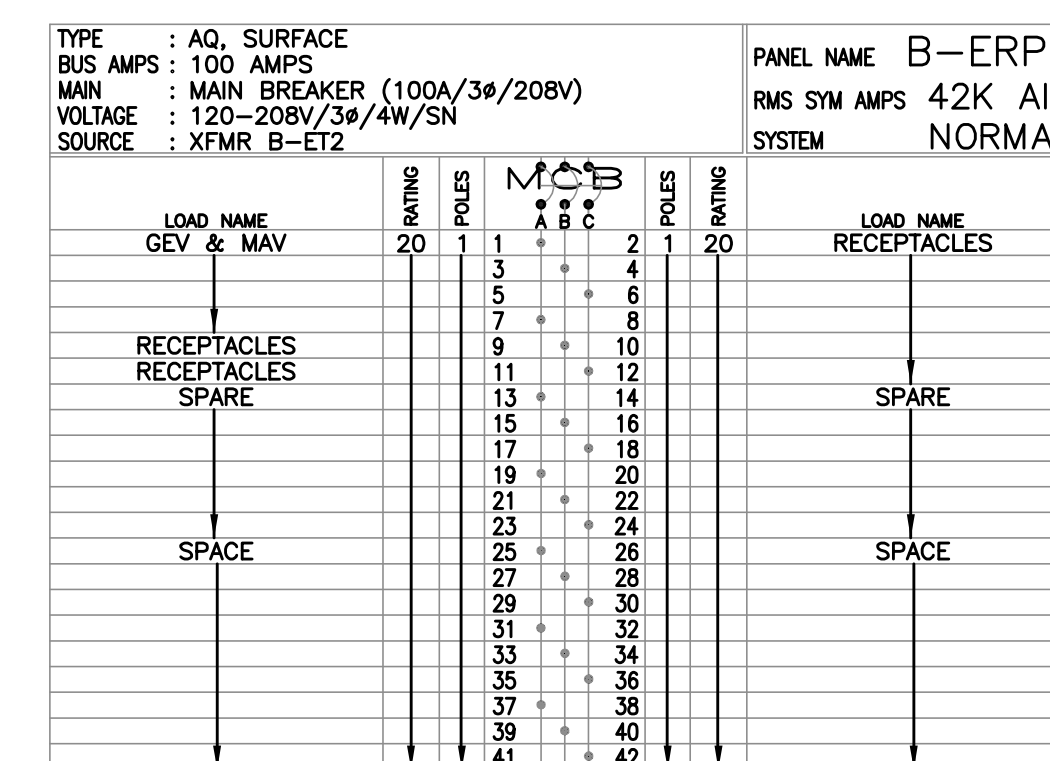 TYPE : AQ, SURFACE
BUS AMPS : 100 AMPS
MAIN : MAIN BREAKER (100A/3ø/208V)
VOLTAGE : 120–208V/3ø/4W/SN
SOURCE : XFMR B–ET2
PANEL NAME B–ERP
RMS SYM AMPS 42K AI
SYSTEM NORMA
LOAD NAME RATING POLES MCB POLES RATING LOAD NAME
A B C
GEV & MAV 20 1 1 2 1 20 RECEPTACLES
3 4
5 6
7 8
RECEPTACLES 9 10
RECEPTACLES 11 12
SPARE 13 14 SPARE
15 16
17 18
19 20
21 22
23 24
SPACE 25 26 SPACE
27 28
29 30
31 32
33 34
35 36
37 38
39 40
41 42